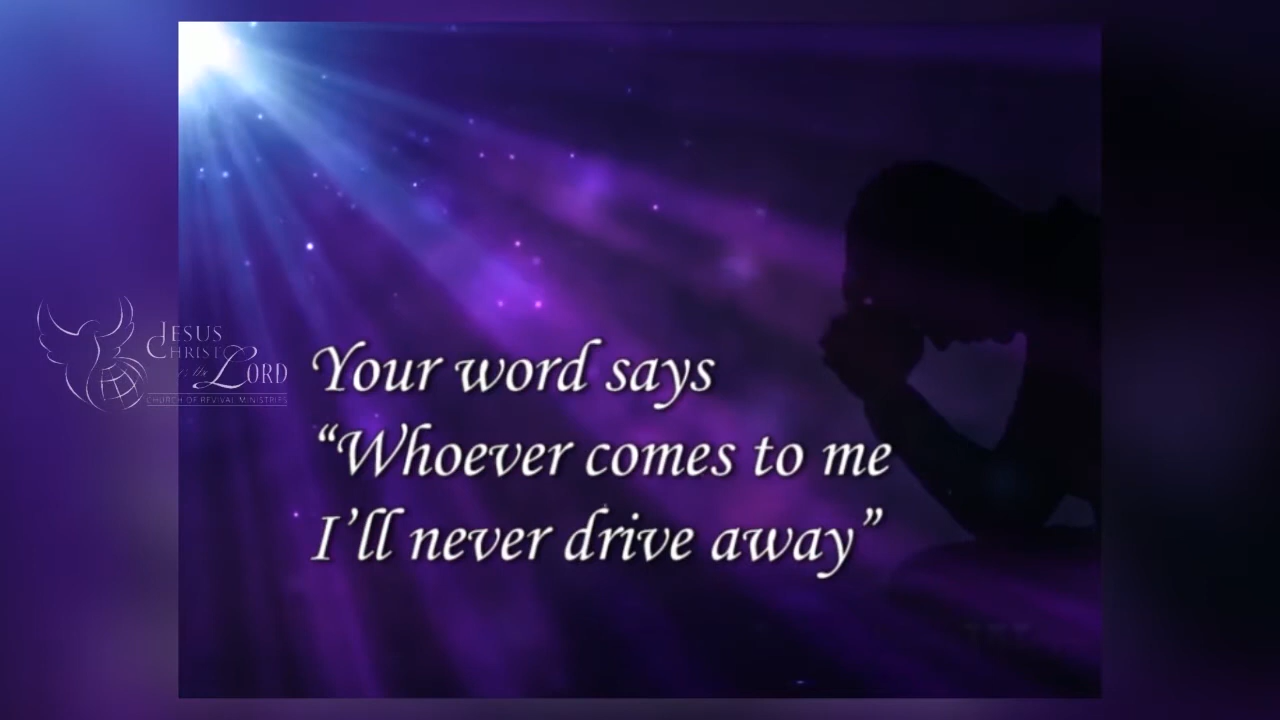 JESUS
CHRIST
is the LORD
CHURCH OF REVIVAL MINISTRIES
Your word says
“Whoever comes to me
I’ll never drive away”